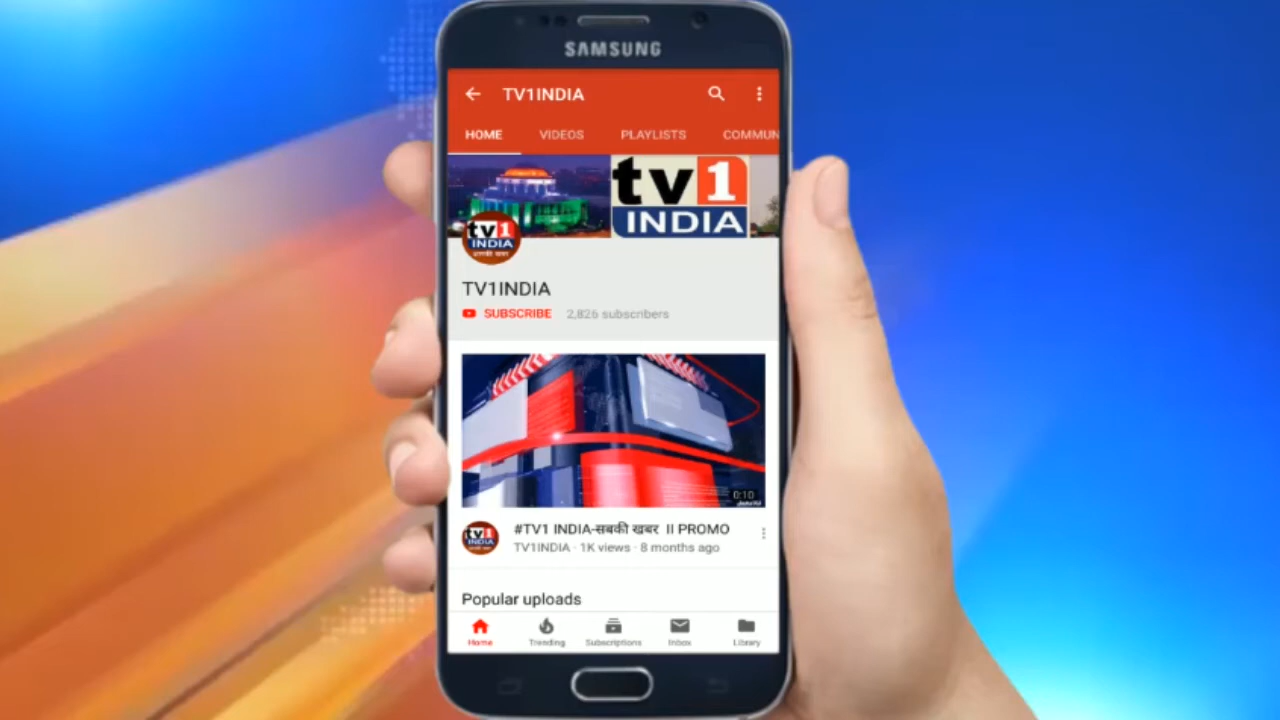 SAMSUNG
TV1INDIA
HOME VIDEOS PLAYLISTS COMMUN
tv1
INDIA
tv1
INDIA
TV1INDIA
SUBSCRIBE 2,826 subscribers
0:10
#TV1 INDIA-सबकी खबर II PROMO
TV1INDIA · 1K views · 8 months ago
tv1
INDIA
Popular uploads
Home Trending Subscriptions Inbox Library